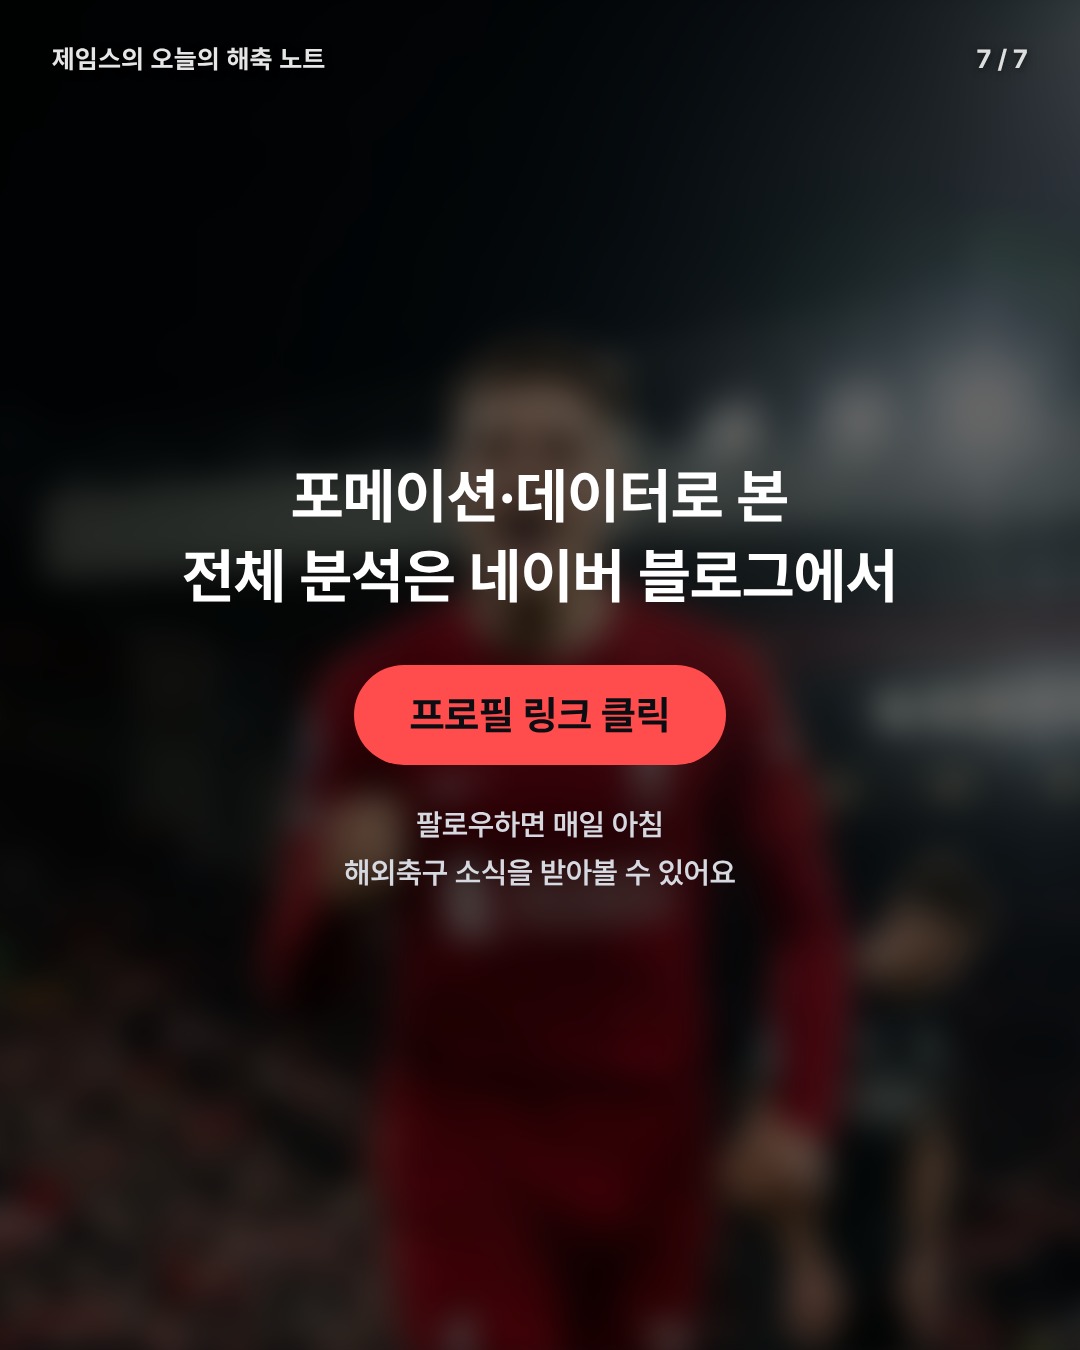 제임스의 오늘의 해축 노트
7 / 7
포메이션·데이터로 본
전체 분석은 네이버 블로그에서
프로필 링크 클릭
팔로우하면 매일 아침
해외축구 소식을 받아볼 수 있어요